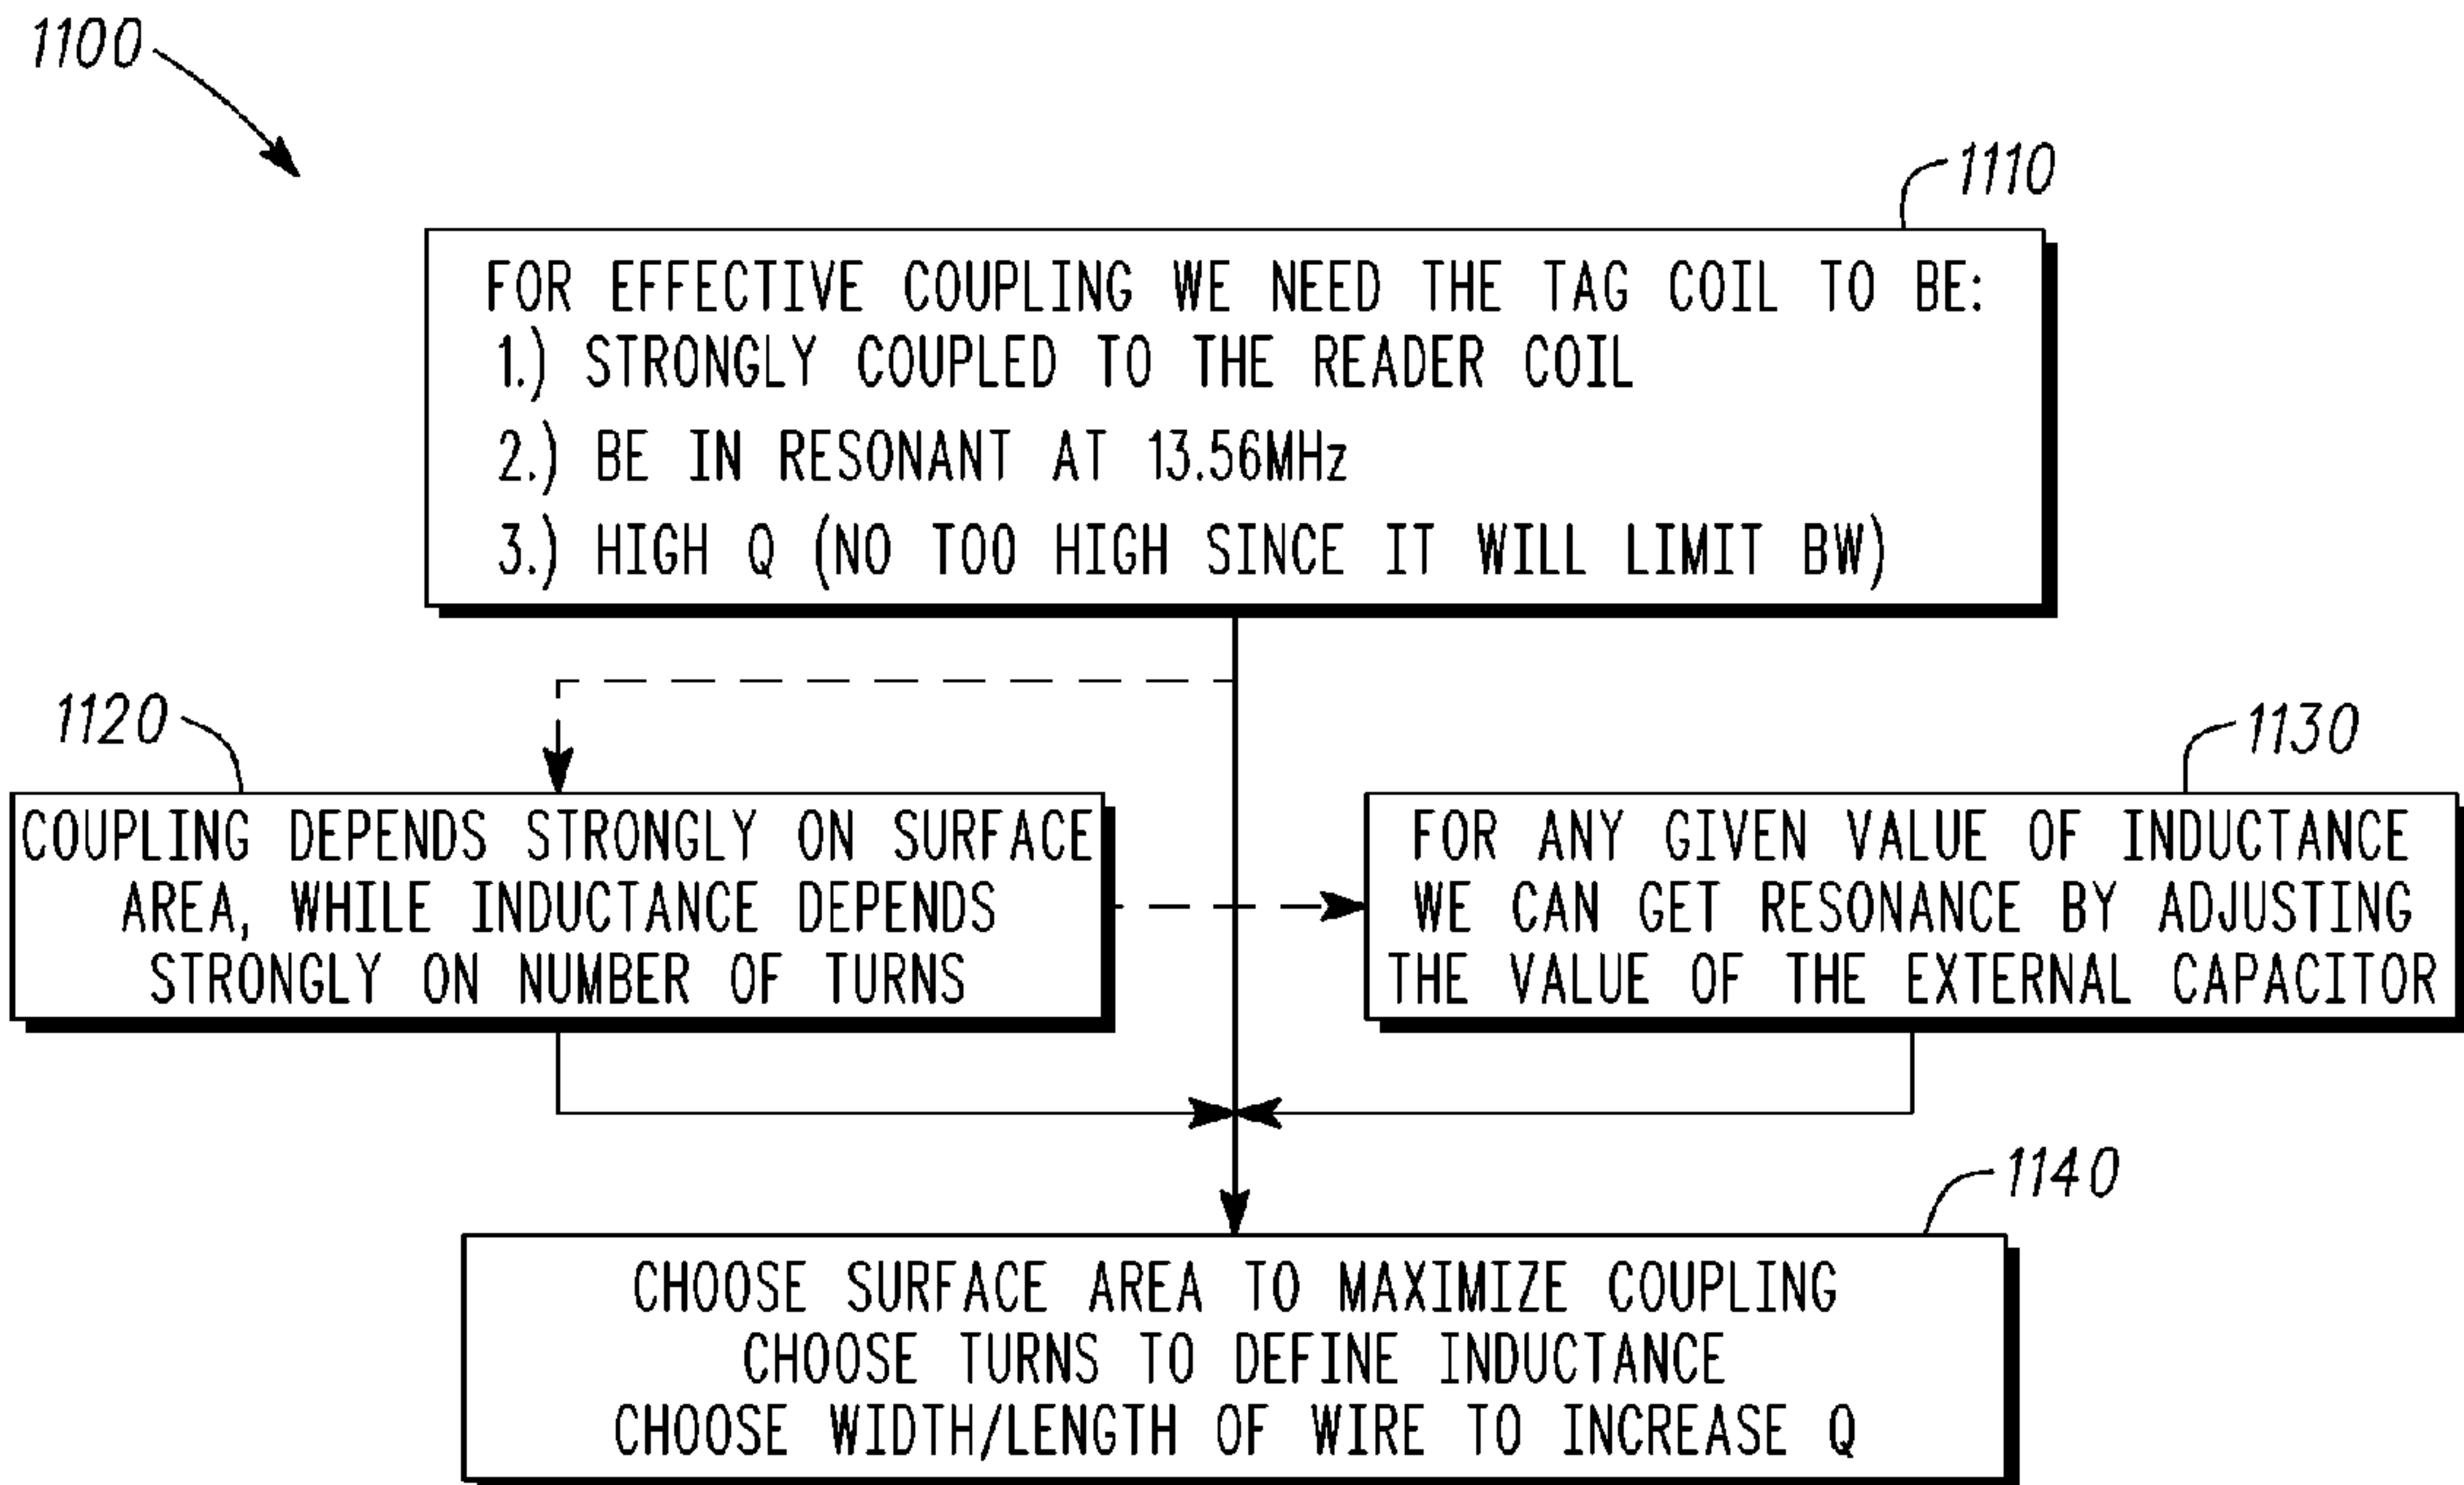 1100
1110
FOR EFFECTIVE COUPLING WE NEED THE TAG COIL TO BE:
1.) STRONGLY COUPLED TO THE READER COIL
2.) BE IN RESONANT AT 13.56MHz
3.) HIGH Q (NO TOO HIGH SINCE IT WILL LIMIT BW)
1120
COUPLING DEPENDS STRONGLY ON SURFACE
AREA, WHILE INDUCTANCE DEPENDS
STRONGLY ON NUMBER OF TURNS
1130
FOR ANY GIVEN VALUE OF INDUCTANCE
WE CAN GET RESONANCE BY ADJUSTING
THE VALUE OF THE EXTERNAL CAPACITOR
1140
CHOOSE SURFACE AREA TO MAXIMIZE COUPLING
CHOOSE TURNS TO DEFINE INDUCTANCE
CHOOSE WIDTH/LENGTH OF WIRE TO INCREASE Q